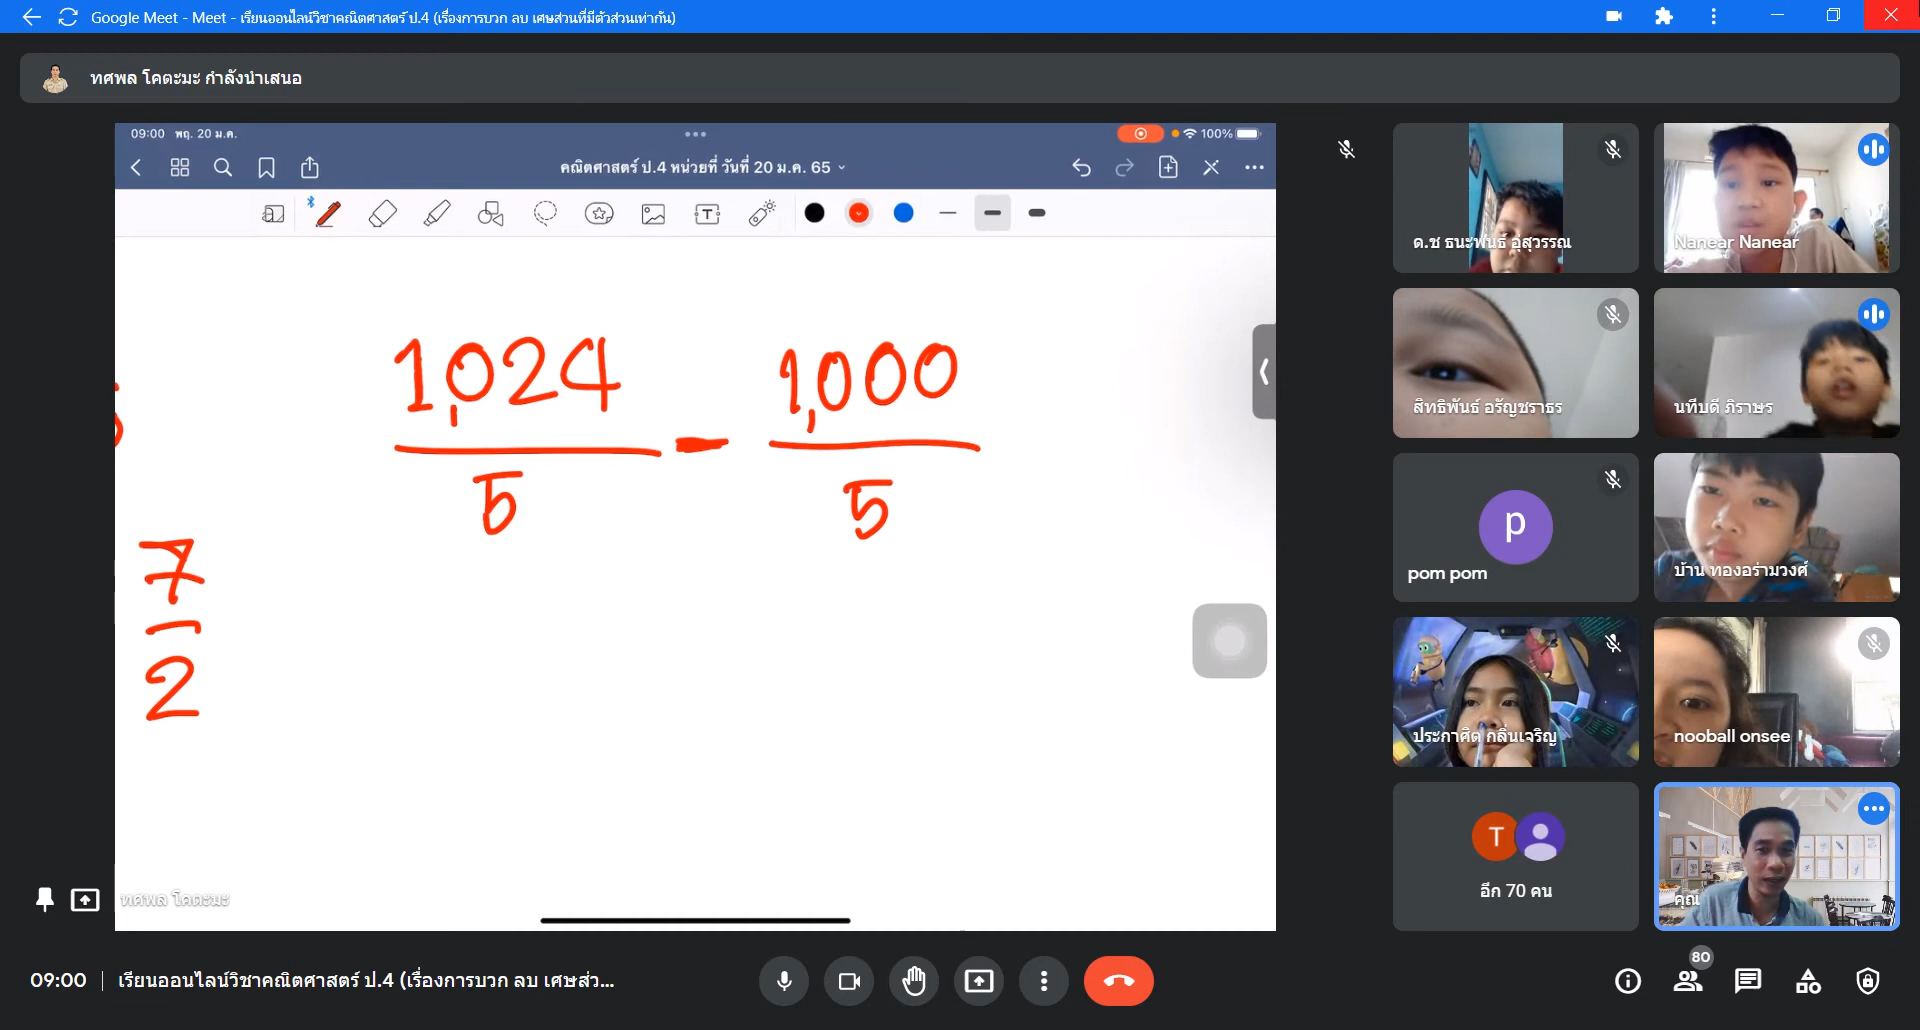 Google Meet - Meet - เรียนออนไลน์วิชาคณิตศาสตร์ ป.4 (เรื่องการบวก ลบ เศษส่วนที่มีตัวส่วนเท่ากัน)
ทศพล โคตะมะ กำลังนำเสนอ
09:00 พฤ. 20 ม.ค.
100%
คณิตศาสตร์ ป.4 หน่วยที่ วันที่ 20 ม.ค. 65
T
1,024 1,000
-
5 5
7
2
ทศพล โคตะมะ
ด.ช ธนะพันธ์ อุ่สุวรรณ
Nanear Nanear
สิทธิพันธ์ อรัญชราธร
นทีบดี ภิราษร
p
pom pom
บ้าน ทองอร่ามวงศ์
ประกาศิต กลิ่นเจริญ
nooball onsee
T
อีก 70 คน
คุณ
09:00 | เรียนออนไลน์วิชาคณิตศาสตร์ ป.4 (เรื่องการบวก ลบ เศษส่ว...
80